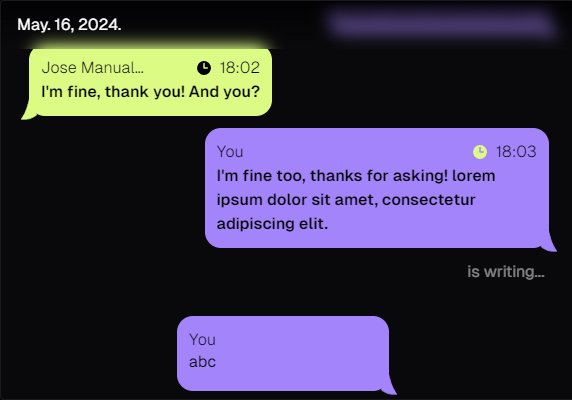 May. 16, 2024.
Jose Manual... 18:02
I'm fine, thank you! And you?
You 18:03
I'm fine too, thanks for asking! lorem
ipsum dolor sit amet, consectetur
adipiscing elit.
is writing...
You
abc